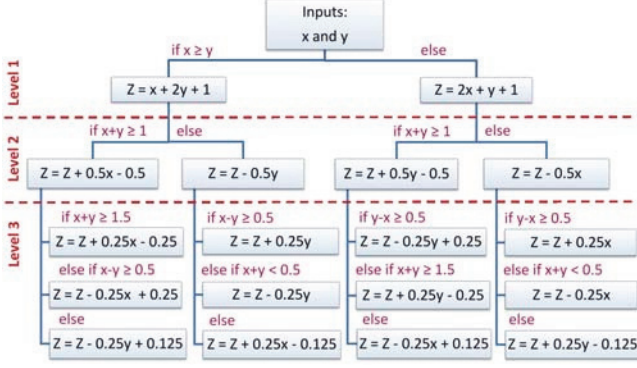 Inputs:
x and y
if x ≥ y
else
Level 1
Z = x + 2y + 1
Z = 2x + y + 1
if x+y ≥ 1
else
if x+y ≥ 1
else
Level 2
Z = Z + 0.5x - 0.5
Z = Z - 0.5y
Z = Z + 0.5y - 0.5
Z = Z - 0.5x
Level 3
if x+y ≥ 1.5
Z = Z + 0.25x - 0.25
else if x-y ≥ 0.5
Z = Z - 0.25x + 0.25
else
Z = Z - 0.25y + 0.125
if x-y ≥ 0.5
Z = Z + 0.25y
else if x+y < 0.5
Z = Z - 0.25y
else
Z = Z + 0.25x - 0.125
if y-x ≥ 0.5
Z = Z - 0.25y + 0.25
else if x+y ≥ 1.5
Z = Z + 0.25y - 0.25
else
Z = Z - 0.25x + 0.125
if y-x ≥ 0.5
Z = Z + 0.25x
else if x+y < 0.5
Z = Z - 0.25x
else
Z = Z + 0.25y - 0.125